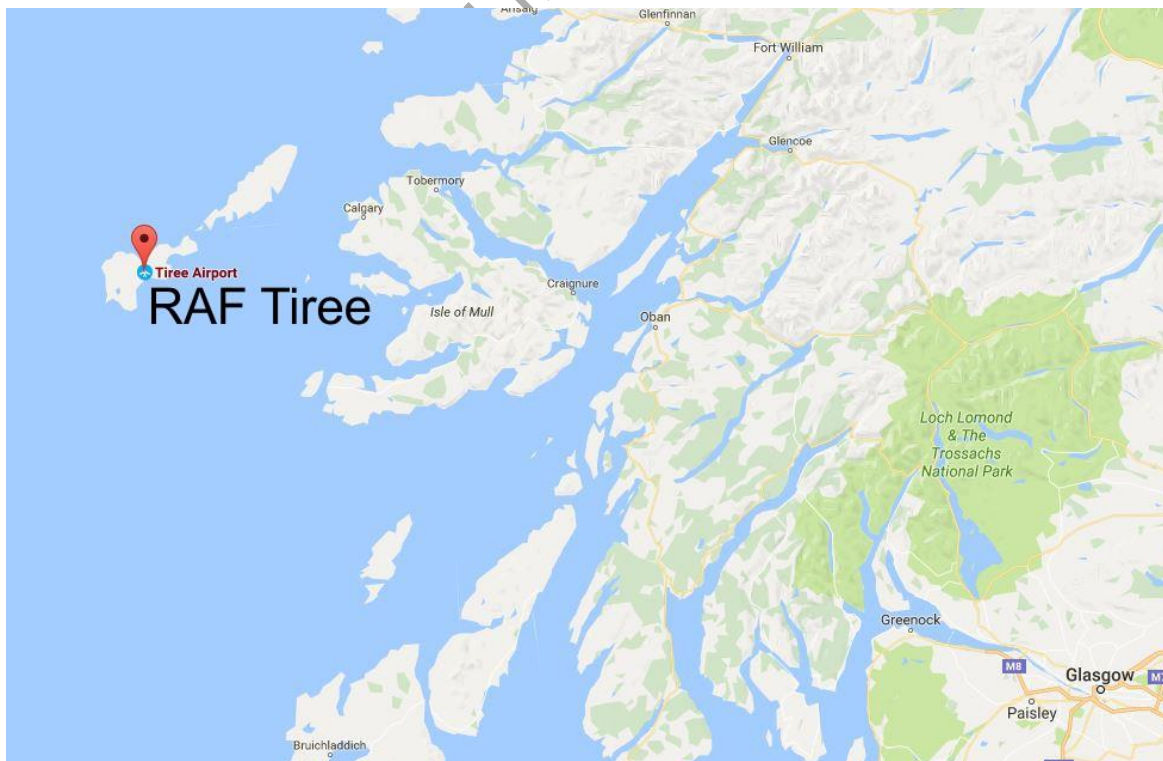 Glenfinnan
Fort William
Glencoe
Tobermory
Calgary
Tiree Airport
RAF Tiree
Craignure
Isle of Mull
Oban
Loch Lomond
& The
Trossachs
National Park
Greenock
M8
Glasgow
Paisley
Bruichladdich